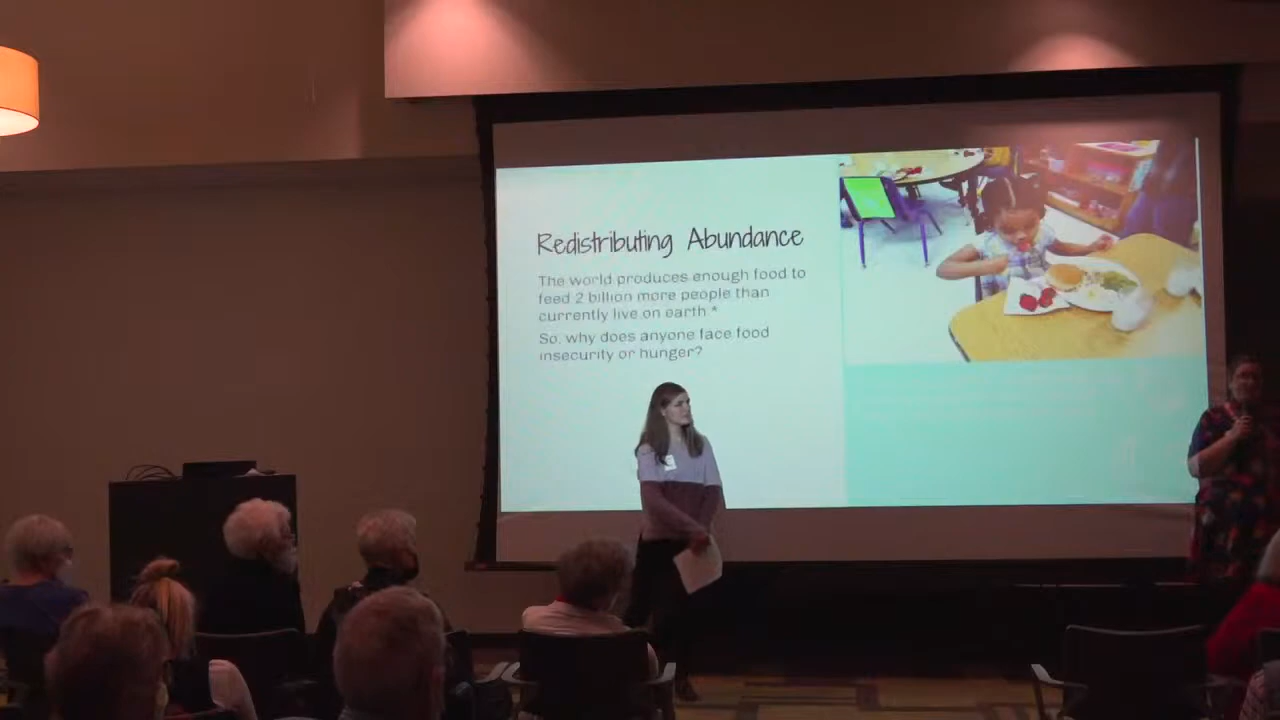 Redistributing Abundance
The world produces enough food to
feed 2 billion more people than
currently live on earth *
So, why does anyone face food
insecurity or hunger?